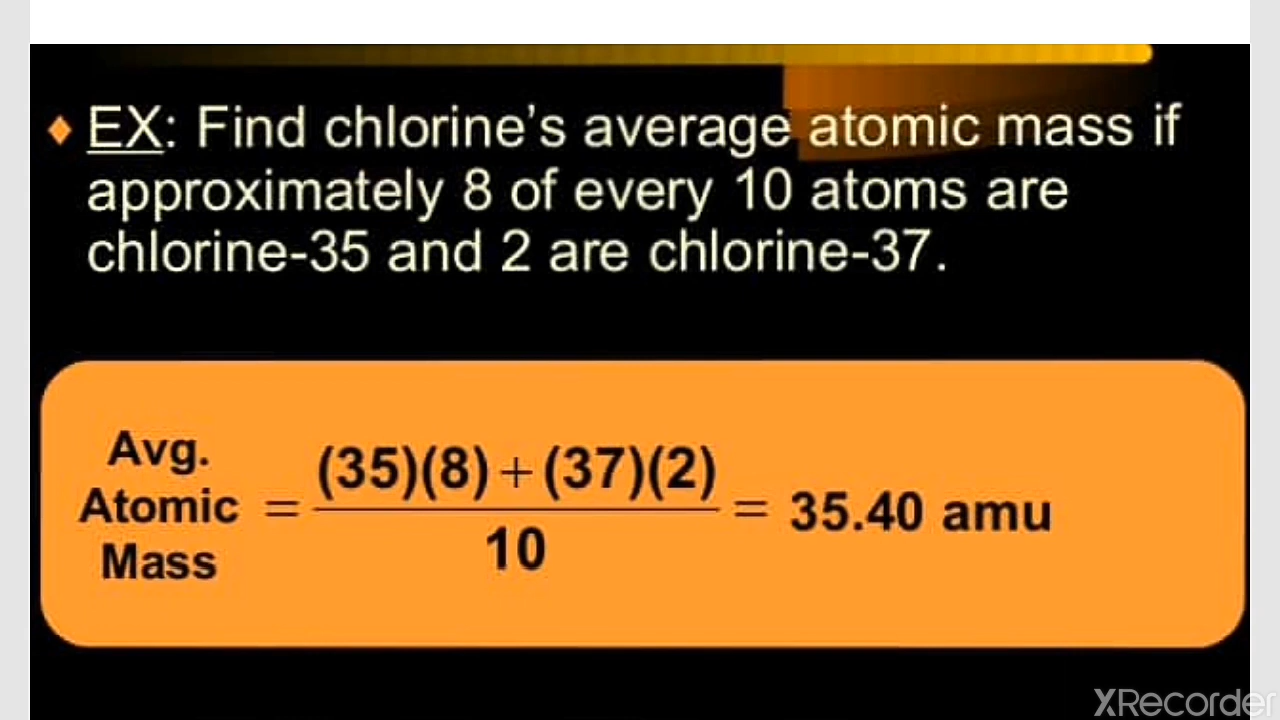 EX: Find chlorine’s average atomic mass if
approximately 8 of every 10 atoms are
chlorine-35 and 2 are chlorine-37.
Avg.
Atomic
Mass
= (35)(8) + (37)(2)
10
= 35.40 amu
XRecorder